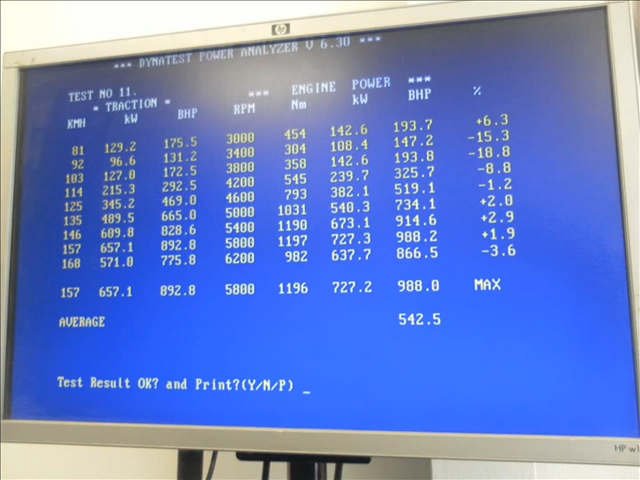 hp
*** DYNATEST POWER ANALYZER V 6.30 ***
TEST NO 11. *** ENGINE POWER ***
* TRACTION *
KMH kW BHP RPM Nm kW BHP %
81 129.2 175.5 3000 454 142.6 193.7 +6.3
92 96.6 131.2 3400 304 108.4 147.2 -15.3
103 127.0 172.5 3800 358 142.6 193.8 -18.8
114 215.3 292.5 4200 545 239.7 325.7 -8.8
125 345.2 469.0 4600 793 382.1 519.1 -1.2
135 489.5 665.0 5000 1031 540.3 734.1 +2.0
146 609.8 828.6 5400 1190 673.1 914.6 +2.9
157 657.1 892.8 5800 1197 727.3 988.2 +1.9
168 571.0 775.8 6200 982 637.7 866.5 -3.6
157 657.1 892.8 5800 1196 727.2 988.0 MAX
AVERAGE 542.5
Test Result OK? and Print?(Y/N/P) _
HP